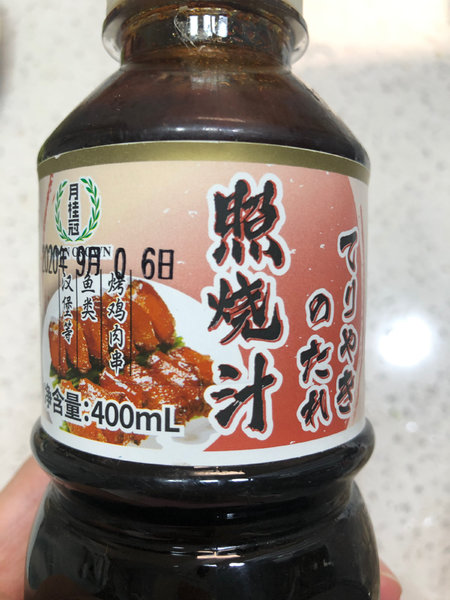 月桂冠
2020年9月06日
照烧汁
てりやき
のたれ
烤鸡肉串
鱼类
汉堡等
净含量:400mL